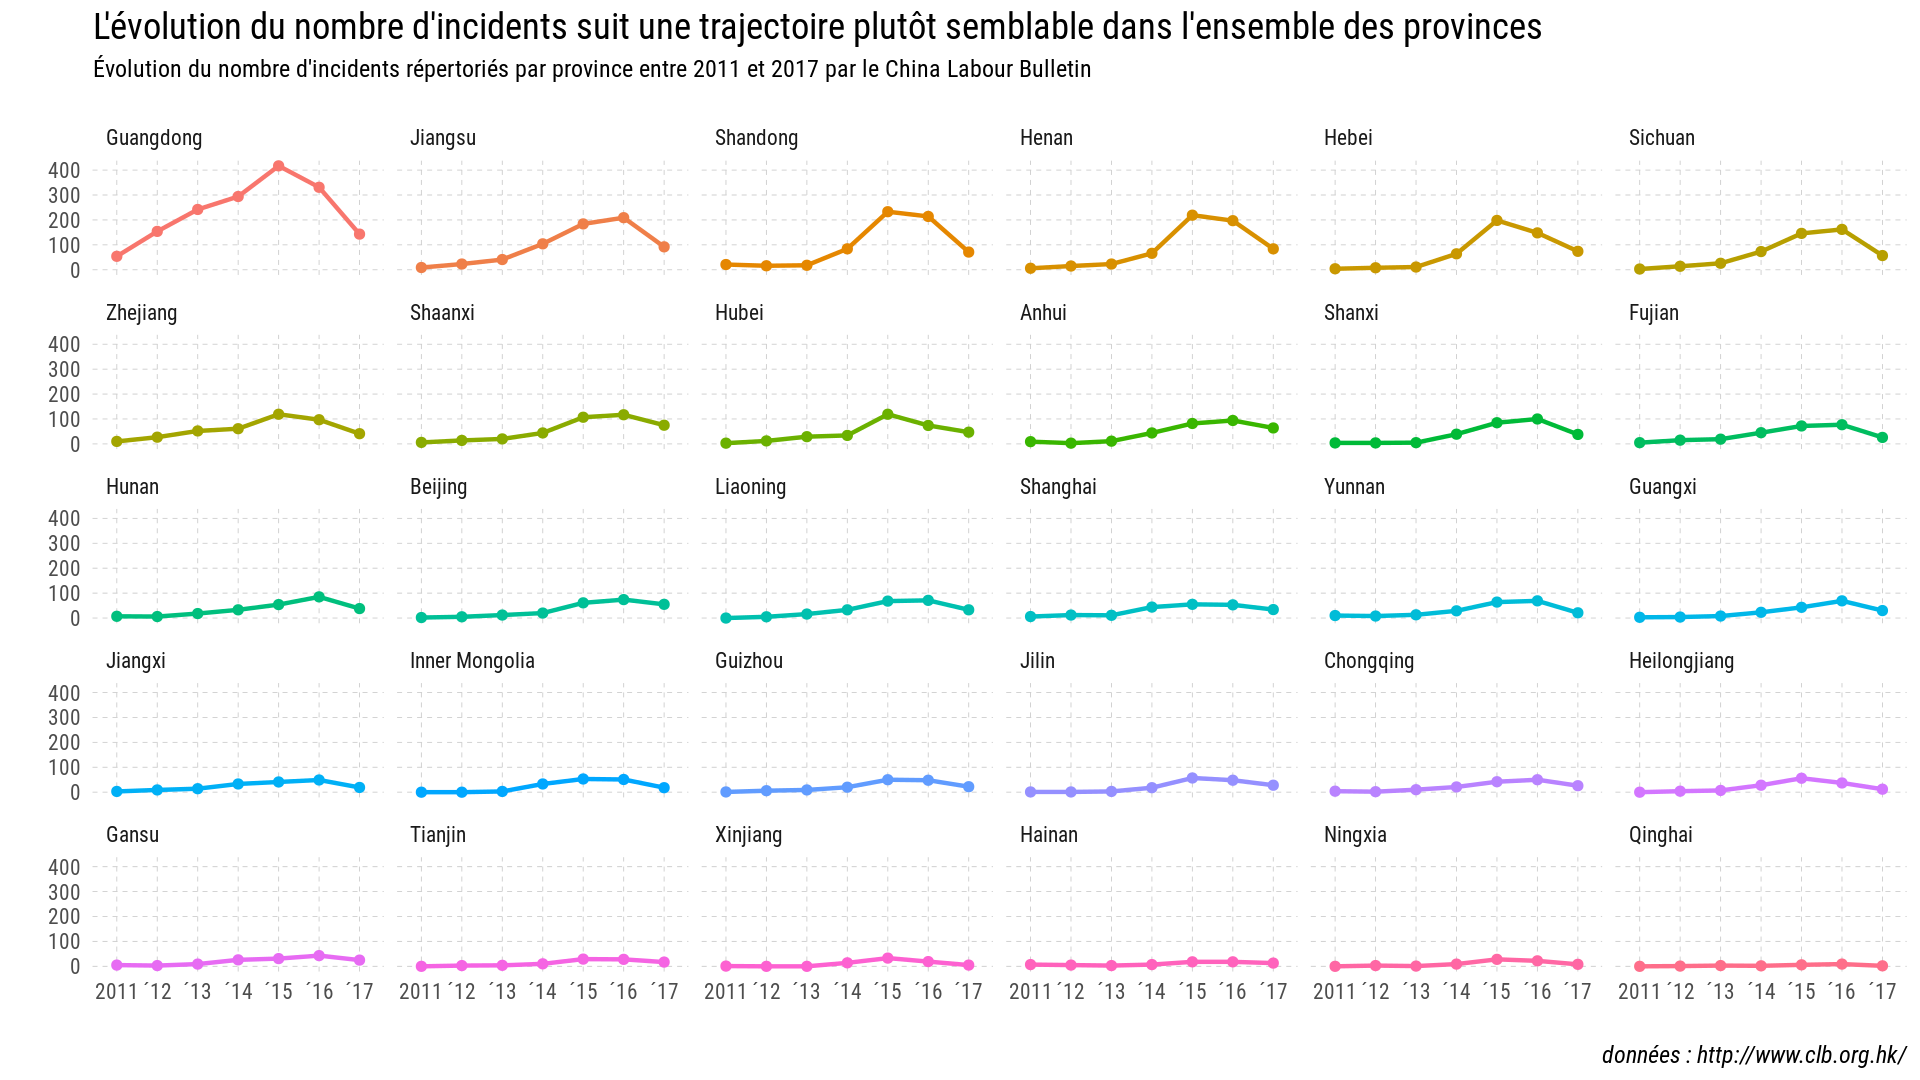 L'évolution du nombre d'incidents suit une trajectoire plutôt semblable dans l'ensemble des provinces
Évolution du nombre d'incidents répertoriés par province entre 2011 et 2017 par le China Labour Bulletin
Guangdong Jiangsu Shandong Henan Hebei Sichuan
400
300
200
100
0
Zhejiang Shaanxi Hubei Anhui Shanxi Fujian
400
300
200
100
0
Hunan Beijing Liaoning Shanghai Yunnan Guangxi
400
300
200
100
0
Jiangxi Inner Mongolia Guizhou Jilin Chongqing Heilongjiang
400
300
200
100
0
Gansu Tianjin Xinjiang Hainan Ningxia Qinghai
400
300
200
100
0
2011 ´12 ´13 ´14 ´15 ´16 ´17 2011 ´12 ´13 ´14 ´15 ´16 ´17 2011 ´12 ´13 ´14 ´15 ´16 ´17 2011 ´12 ´13 ´14 ´15 ´16 ´17 2011 ´12 ´13 ´14 ´15 ´16 ´17 2011 ´12 ´13 ´14 ´15 ´16 ´17
données : http://www.clb.org.hk/